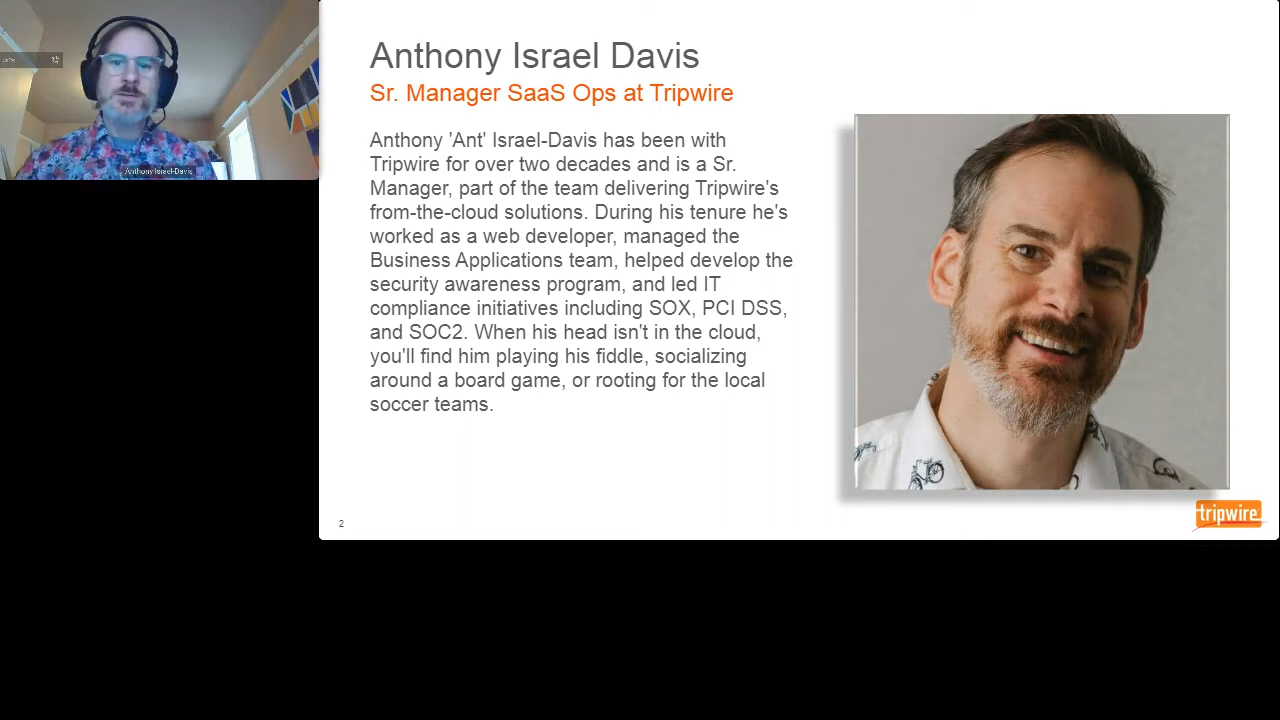 Anthony Israel-Davis
Anthony Israel Davis
Sr. Manager SaaS Ops at Tripwire
Anthony 'Ant' Israel-Davis has been with
Tripwire for over two decades and is a Sr.
Manager, part of the team delivering Tripwire's
from-the-cloud solutions. During his tenure he's
worked as a web developer, managed the
Business Applications team, helped develop the
security awareness program, and led IT
compliance initiatives including SOX, PCI DSS,
and SOC2. When his head isn't in the cloud,
you'll find him playing his fiddle, socializing
around a board game, or rooting for the local
soccer teams.
2
tripwire